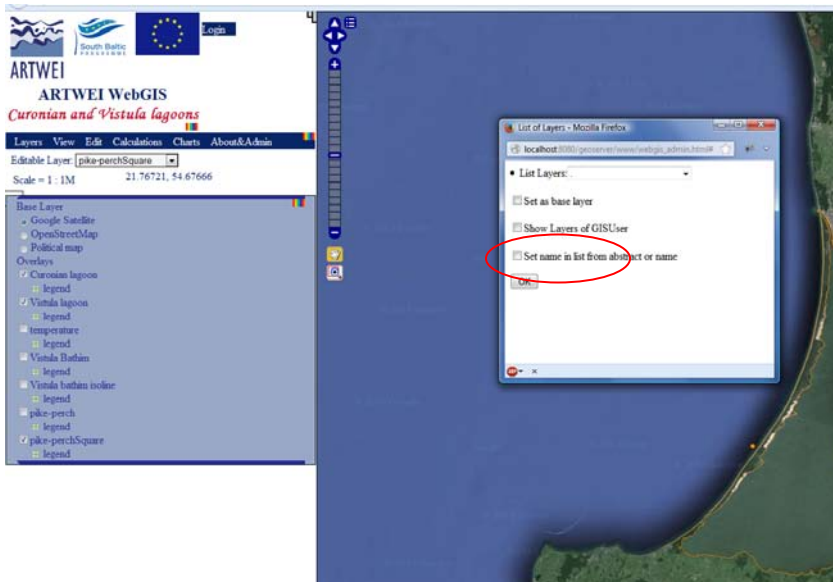 Login
South Baltic
PROGRAMME
ARTWEI
ARTWEI WebGIS
Curonian and Vistula lagoons
Layers View Edit Calculations Charts About&Admin
Editable Layer: pike-perchSquare
Scale = 1 : 1M 21.76721, 54.67666
Base Layer
Google Satellite
OpenStreetMap
Political map
Overlays
Curonian lagoon
legend
Vistula lagoon
legend
temperature
legend
Vistula Bathim
legend
Vistula bathim isoline
legend
pike-perch
legend
pike-perchSquare
legend
List of Layers - Mozilla Firefox
localhost:8080/geoserver/www/webgis_admin.html#
List Layers: .
Set as base layer
Show Layers of GISUser
Set name in list from abstract or name
OK
ABP
×